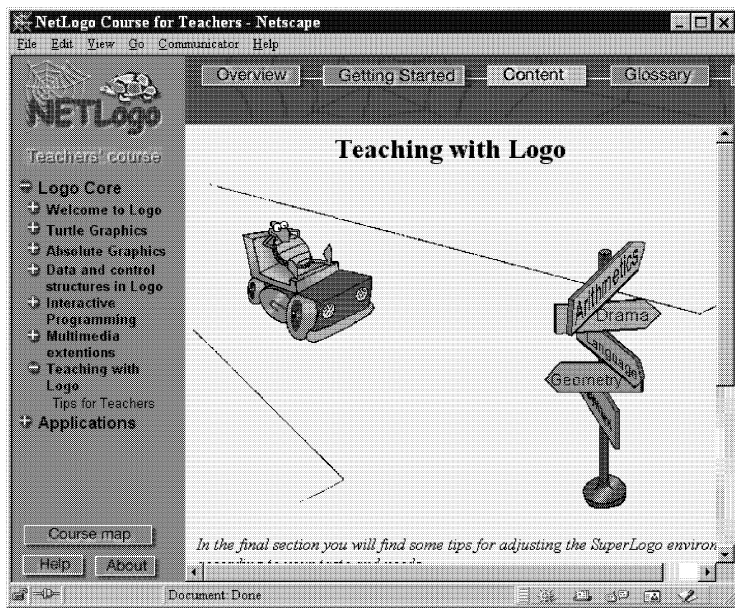 NetLogo Course for Teachers - Netscape
File Edit View Go Communicator Help
Overview Getting Started Content Glossary
NETLogo
Teachers' course
Logo Core
Welcome to Logo
Turtle Graphics
Absolute Graphics
Data and control
structures in Logo
Interactive
Programming
Multimedia
extentions
Teaching with
Logo
Tips for Teachers
Applications
Course map
Help About
Teaching with Logo
Arithmetics
Drama
Language
Geometry
In the final section you will find some tips for adjusting the SuperLogo environ
Document: Done